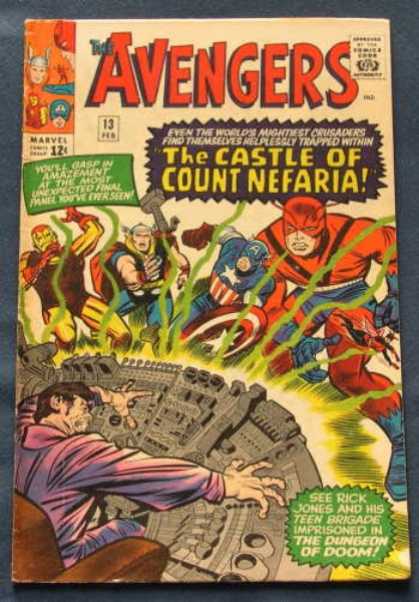 THE AVENGERS
APPROVED
BY THE
COMICS
CODE
AUTHORITY
IND.
MARVEL
COMICS
GROUP
12¢
13
FEB
EVEN THE WORLD'S MIGHTIEST CRUSADERS
FIND THEMSELVES HELPLESSLY TRAPPED WITHIN
"THE CASTLE OF
COUNT NEFARIA!"
YOU'LL GASP IN
AMAZEMENT
AT THE MOST
UNEXPECTED FINAL
PANEL YOU'VE EVER SEEN!
SEE RICK
JONES AND HIS
TEEN BRIGADE
IMPRISONED IN
"THE DUNGEON
OF DOOM!"